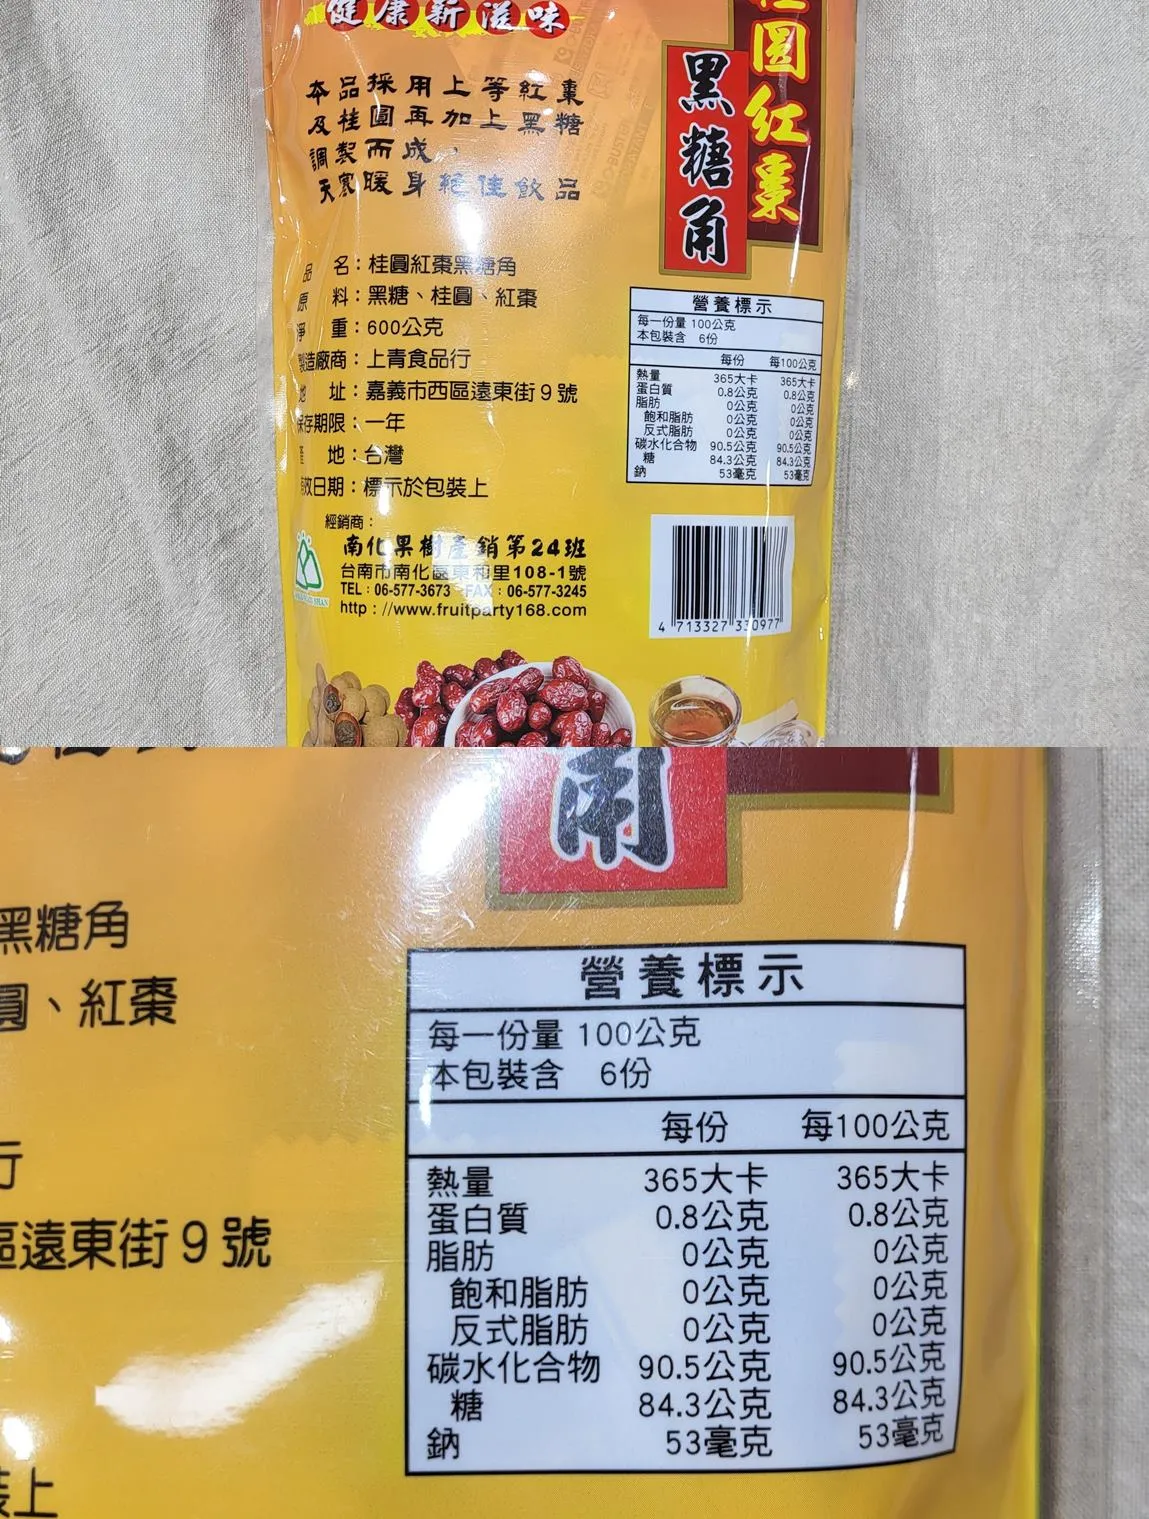 健康新滋味
本品採用上等紅棗
及桂圓再加上黑糖
調製而成，
天寒暖身絕佳飲品
桂圓紅棗
黑糖角
品名：桂圓紅棗黑糖角
原料：黑糖、桂圓、紅棗
淨重：600公克
製造廠商：上青食品行
地址：嘉義市西區遠東街9號
保存期限：一年
產地：台灣
有效日期：標示於包裝上
經銷商：
南化果樹產銷第24班
台南市南化區東和里108-1號
TEL：06-577-3673 FAX：06-577-3245
http：//www.fruitparty168.com
營養標示
每一份量 100公克
本包裝含 6份
每份 每100公克
熱量 365大卡 365大卡
蛋白質 0.8公克 0.8公克
脂肪 0公克 0公克
飽和脂肪 0公克 0公克
反式脂肪 0公克 0公克
碳水化合物 90.5公克 90.5公克
糖 84.3公克 84.3公克
鈉 53毫克 53毫克
4 713327 330977
角
黑糖角
圓、紅棗
行
區遠東街9號
裝上
營養標示
每一份量 100公克
本包裝含 6份
每份 每100公克
熱量 365大卡 365大卡
蛋白質 0.8公克 0.8公克
脂肪 0公克 0公克
飽和脂肪 0公克 0公克
反式脂肪 0公克 0公克
碳水化合物 90.5公克 90.5公克
糖 84.3公克 84.3公克
鈉 53毫克 53毫克